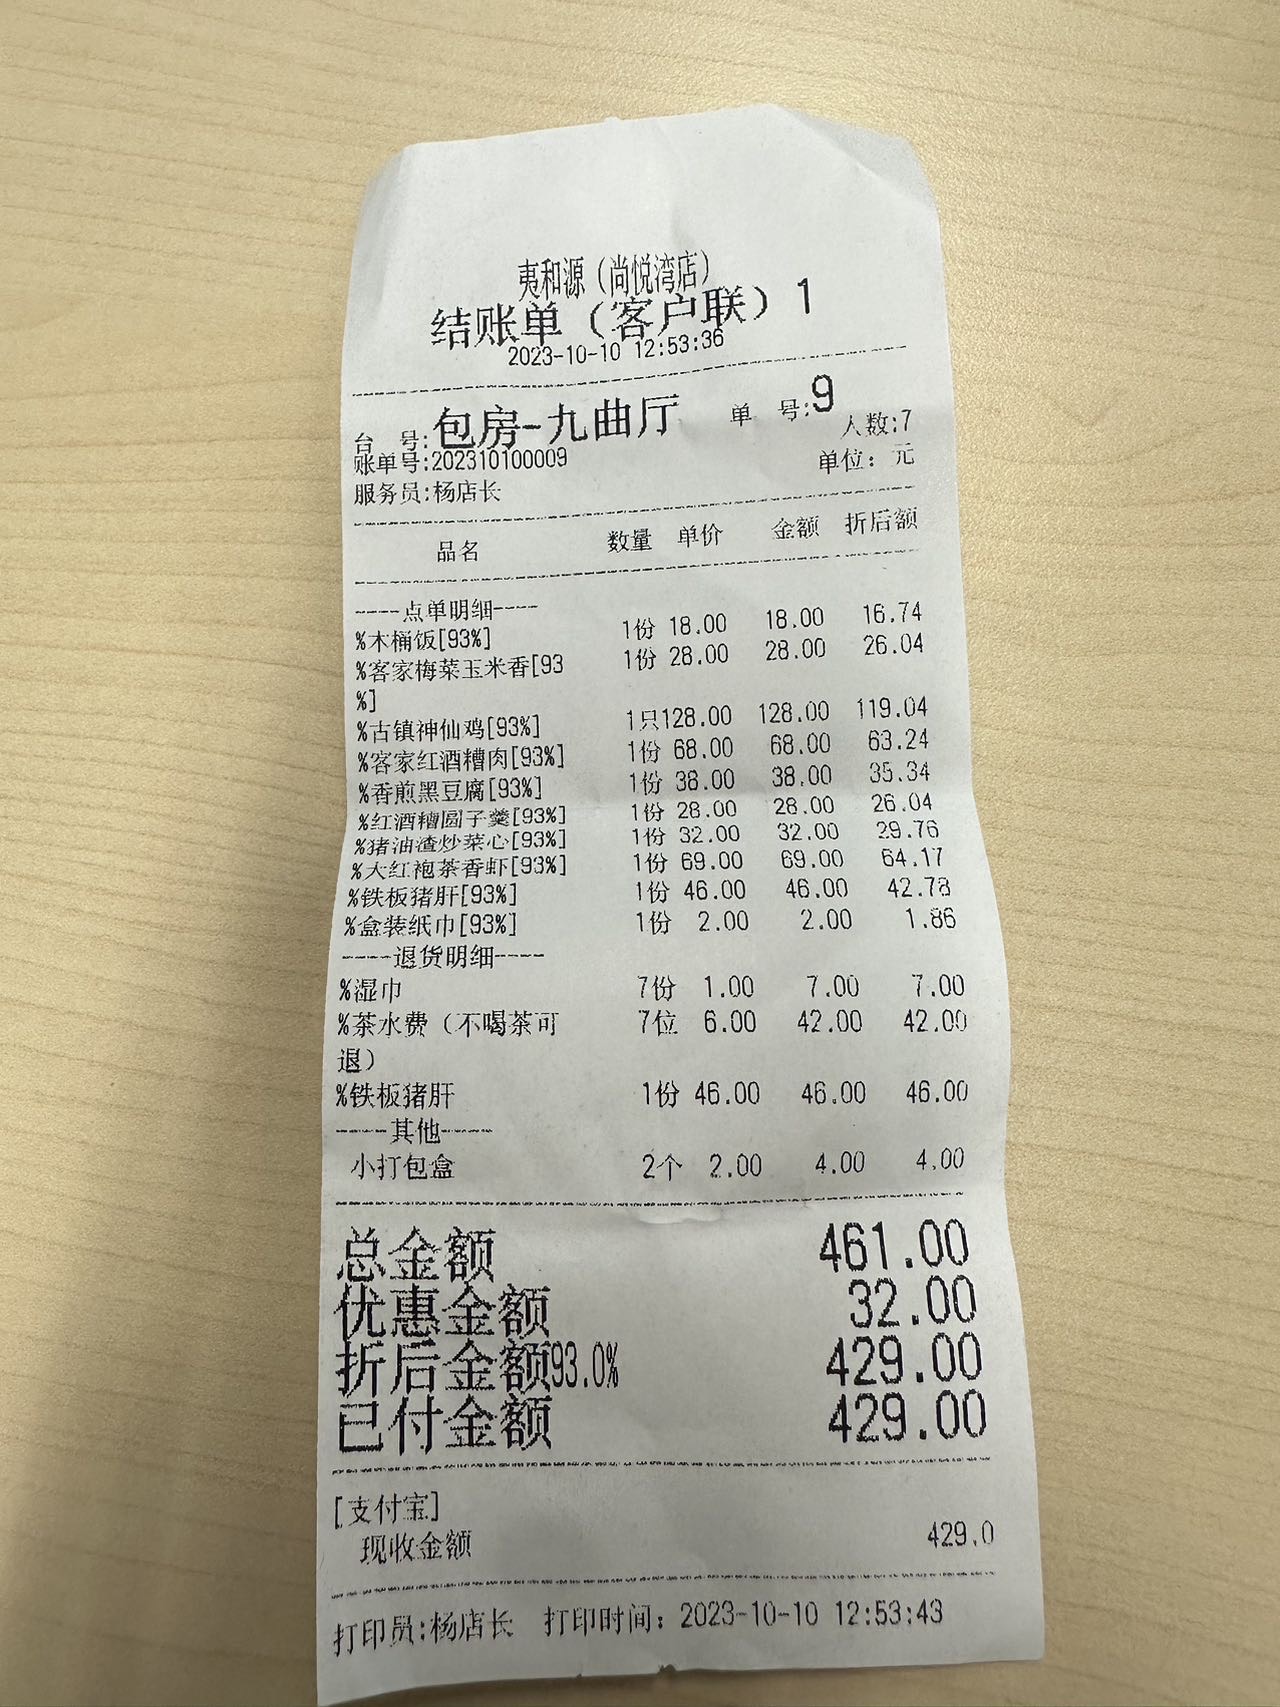 夷和源（尚悦湾店）
结账单（客户联）1
2023-10-10 12:53:36
台 号:包房-九曲厅 单 号:9
账单号:202310100009 人数:7
服务员:杨店长 单位：元
品名 数量 单价 金额 折后额
----点单明细----
%木桶饭[93%] 1份 18.00 18.00 16.74
%客家梅菜玉米香[93 1份 28.00 28.00 26.04
%]
%古镇神仙鸡[93%] 1只128.00 128.00 119.04
%客家红酒糟肉[93%] 1份 68.00 68.00 63.24
%香煎黑豆腐[93%] 1份 38.00 38.00 35.34
%红酒糟圆子羹[93%] 1份 28.00 28.00 26.04
%猪油渣炒菜心[93%] 1份 32.00 32.00 29.76
%大红袍茶香虾[93%] 1份 69.00 69.00 64.17
%铁板猪肝[93%] 1份 46.00 46.00 42.78
%盒装纸巾[93%] 1份 2.00 2.00 1.86
----退货明细----
%湿巾 7份 1.00 7.00 7.00
%茶水费（不喝茶可 7位 6.00 42.00 42.00
退）
%铁板猪肝 1份 46.00 46.00 46.00
----其他----
小打包盒 2个 2.00 4.00 4.00
总金额 461.00
优惠金额 32.00
折后金额93.0% 429.00
已付金额 429.00
[支付宝]
现收金额 429.0
打印员:杨店长 打印时间：2023-10-10 12:53:43